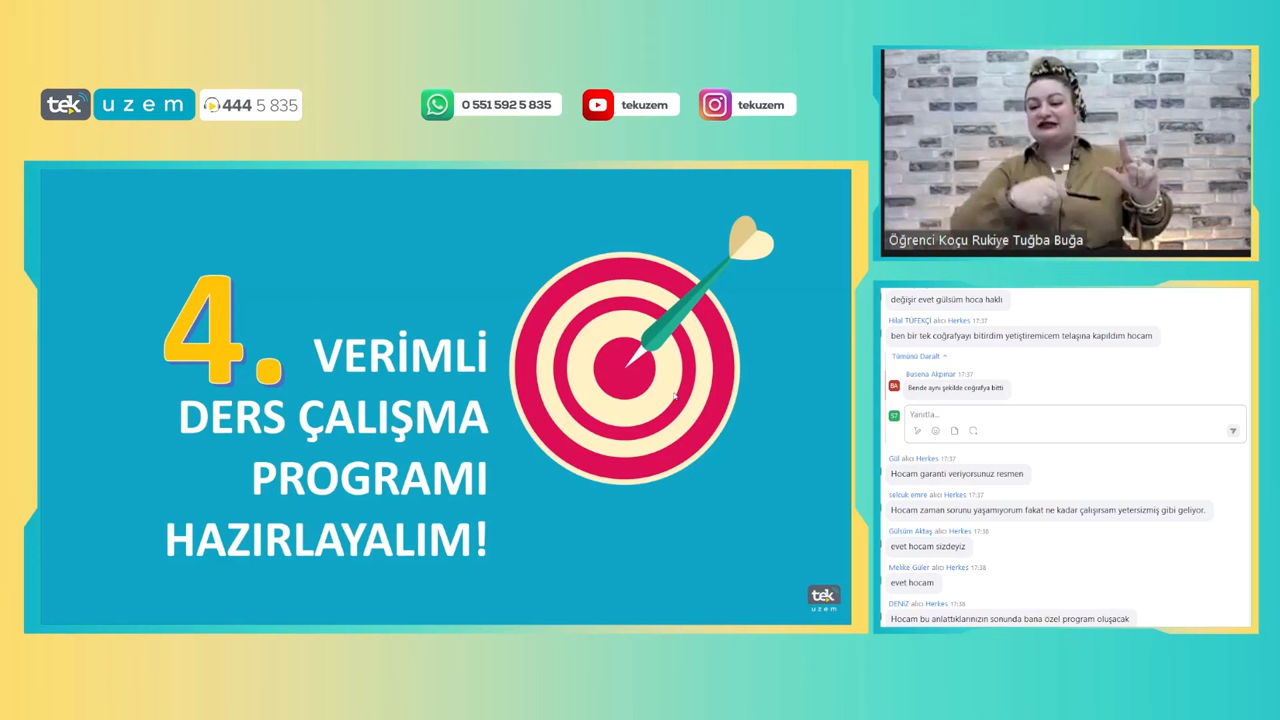 tek uzem 444 5 835
0 551 592 5 835
tekuzem
tekuzem
4. VERİMLİ
DERS ÇALIŞMA
PROGRAMI
HAZIRLAYALIM!
tek
uzem
Öğrenci Koçu Rukiye Tuğba Buğa
değişir evet gülsüm hoca haklı
Hilal TÜFEKÇİ alıcı Herkes 17:37
ben bir tek coğrafyayı bitirdim yetiştiremicem telaşına kapıldım hocam
Tümünü Daralt
Busena Akpınar 17:37
BA
Bende aynı şekilde coğrafya bitti
Yanıtla...
Gül alıcı Herkes 17:37
Hocam garanti veriyorsunuz resmen
selcuk emre alıcı Herkes 17:37
Hocam zaman sorunu yaşamıyorum fakat ne kadar çalışırsam yetersizmiş gibi geliyor.
Gülsüm Aktaş alıcı Herkes 17:38
evet hocam sizdeyiz
Melike Güler alıcı Herkes 17:38
evet hocam
DENİZ alıcı Herkes 17:38
Hocam bu anlattıklarınızın sonunda bana özel program oluşacak